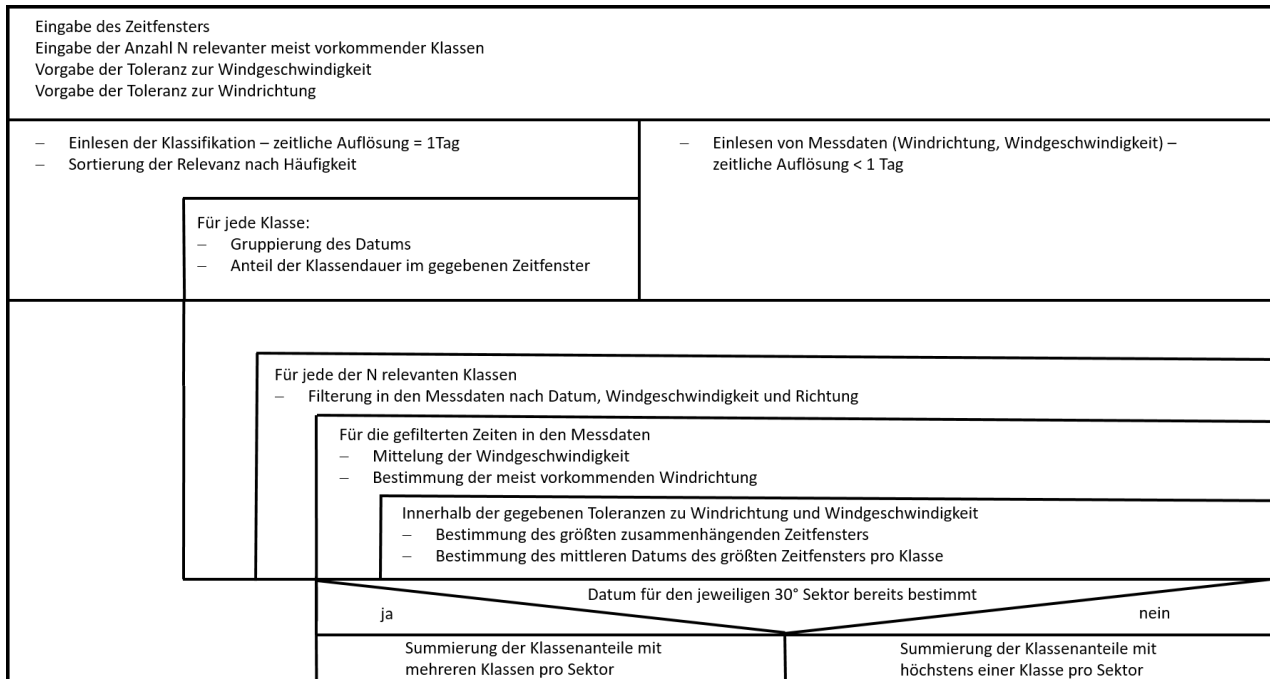 Eingabe des Zeitfensters
Eingabe der Anzahl N relevanter meist vorkommender Klassen
Vorgabe der Toleranz zur Windgeschwindigkeit
Vorgabe der Toleranz zur Windrichtung
– Einlesen der Klassifikation – zeitliche Auflösung = 1Tag
– Sortierung der Relevanz nach Häufigkeit
– Einlesen von Messdaten (Windrichtung, Windgeschwindigkeit) –
zeitliche Auflösung < 1 Tag
Für jede Klasse:
– Gruppierung des Datums
– Anteil der Klassendauer im gegebenen Zeitfenster
Für jede der N relevanten Klassen
– Filterung in den Messdaten nach Datum, Windgeschwindigkeit und Richtung
Für die gefilterten Zeiten in den Messdaten
– Mittelung der Windgeschwindigkeit
– Bestimmung der meist vorkommenden Windrichtung
Innerhalb der gegebenen Toleranzen zu Windrichtung und Windgeschwindigkeit
– Bestimmung des größten zusammenhängenden Zeitfensters
– Bestimmung des mittleren Datums des größten Zeitfensters pro Klasse
Datum für den jeweiligen 30° Sektor bereits bestimmt
ja
nein
Summierung der Klassenanteile mit
mehreren Klassen pro Sektor
Summierung der Klassenanteile mit
höchstens einer Klasse pro Sektor